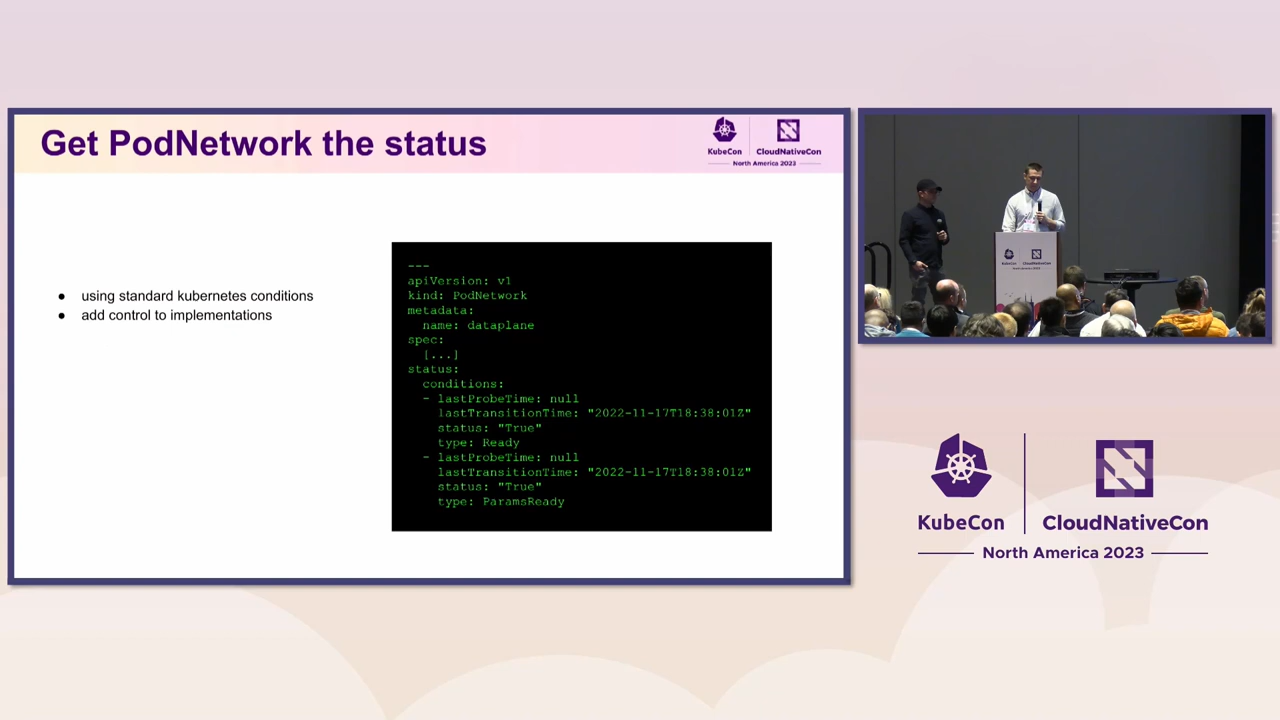 Get PodNetwork the status
KubeCon
CloudNativeCon
North America 2023
● using standard kubernetes conditions
● add control to implementations
---
apiVersion: v1
kind: PodNetwork
metadata:
  name: dataplane
spec:
  [...]
status:
  conditions:
  - lastProbeTime: null
    lastTransitionTime: "2022-11-17T18:38:01Z"
    status: "True"
    type: Ready
  - lastProbeTime: null
    lastTransitionTime: "2022-11-17T18:38:01Z"
    status: "True"
    type: ParamsReady
KubeCon
CloudNativeCon
North America 2023